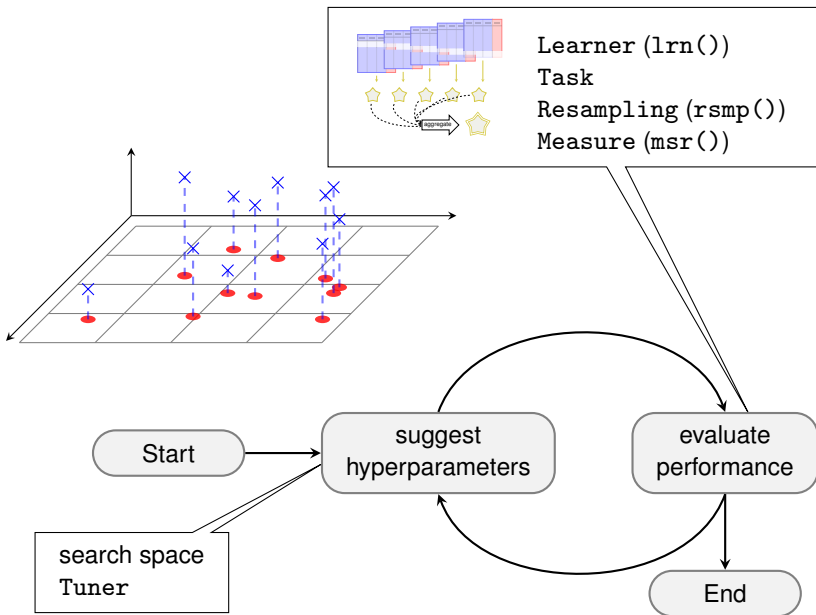 Learner (lrn())
Task
Resampling (rsmp())
Measure (msr())
aggregate
Start
suggest
hyperparameters
evaluate
performance
search space
Tuner
End